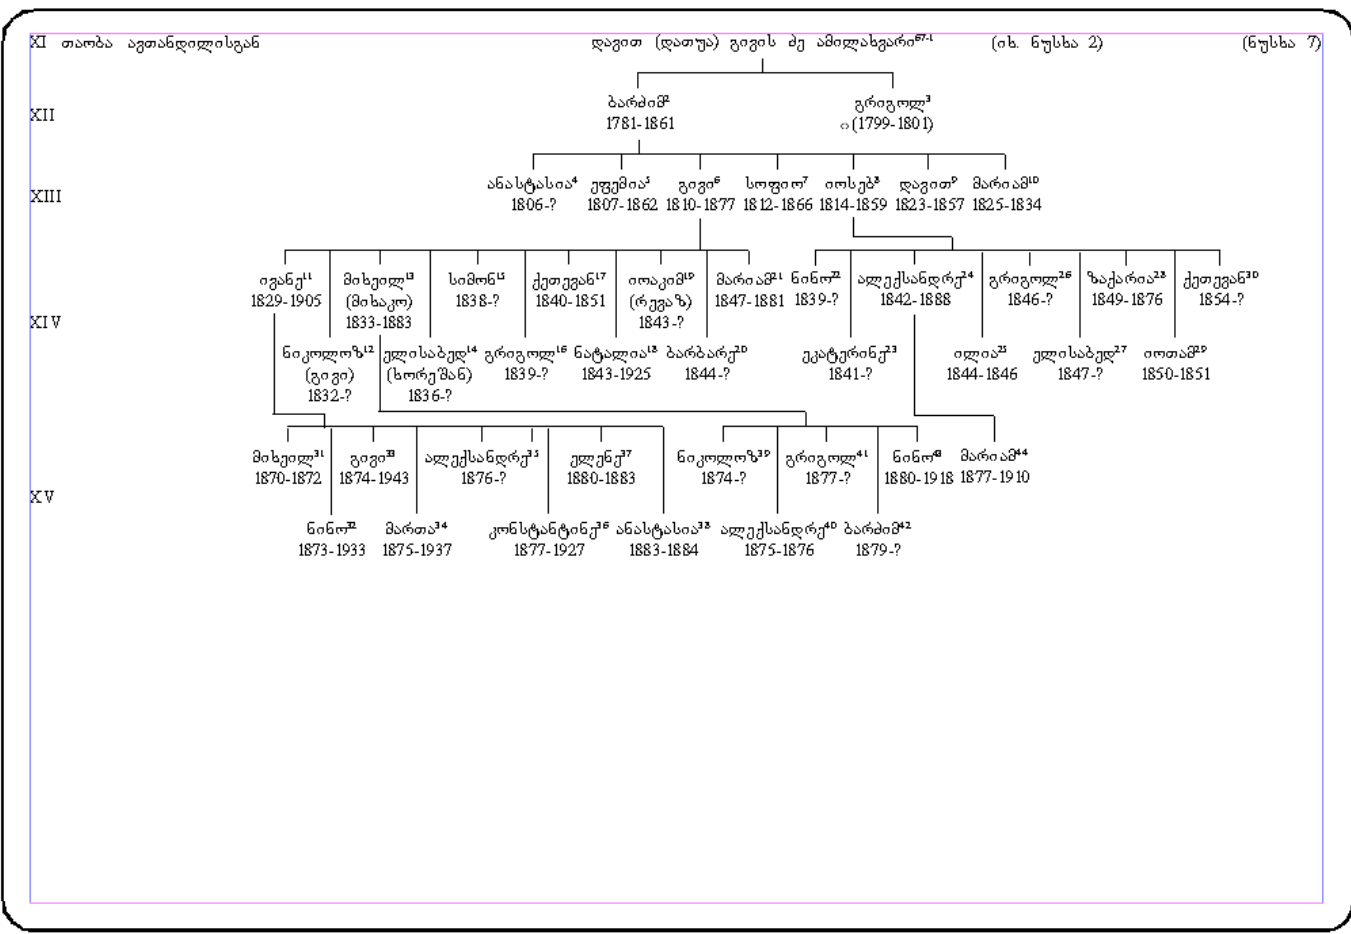 XI თაობა ავთანდილისგან დავით (დათუა) გივის ძე ამილახვარი⁶⁷⁻¹ (იხ. ნუსხა 2) (ნუსხა 7)
XII ბარძიმ² გრიგოლ³
1781-1861 (1799-1801)
XIII ანასტასია⁴ ეფემია⁵ გივი⁶ სოფიო⁷ იოსებ⁸ დავით⁹ მარიამ¹⁰
1806-? 1807-1862 1810-1877 1812-1866 1814-1859 1823-1857 1825-1834
ივანე¹¹ მიხეილ¹³ სიმონ¹⁵ ქეთევან¹⁷ იოაკიმ¹⁹ მარიამ²¹ ნინო²² ალექსანდრე²⁴ გრიგოლ²⁶ ზაქარია²⁸ ქეთევან³⁰
1829-1905 (მიხაკო) 1838-? 1840-1851 (რევაზ) 1847-1881 1839-? 1842-1888 1846-? 1849-1876 1854-?
XIV 1833-1883 1843-?
ნიკოლოზ¹² ელისაბედ¹⁴ გრიგოლ¹⁶ ნატალია¹⁸ ბარბარე²⁰ ეკატერინე²³ ილია²⁵ ელისაბედ²⁷ იოთამ²⁹
(გივი) (ხორეშან) 1839-? 1843-1925 1844-? 1841-? 1844-1846 1847-? 1850-1851
1832-? 1836-?
მიხეილ³¹ გივი³³ ალექსანდრე³⁵ ელენე³⁷ ნიკოლოზ³⁹ გრიგოლ⁴¹ ნინო⁴³ მარიამ⁴⁴
1870-1872 1874-1943 1876-? 1880-1883 1874-? 1877-? 1880-1918 1877-1910
XV
ნინო³² მართა³⁴ კონსტანტინე³⁶ ანასტასია³⁸ ალექსანდრე⁴⁰ ბარძიმ⁴²
1873-1933 1875-1937 1877-1927 1883-1884 1875-1876 1879-?